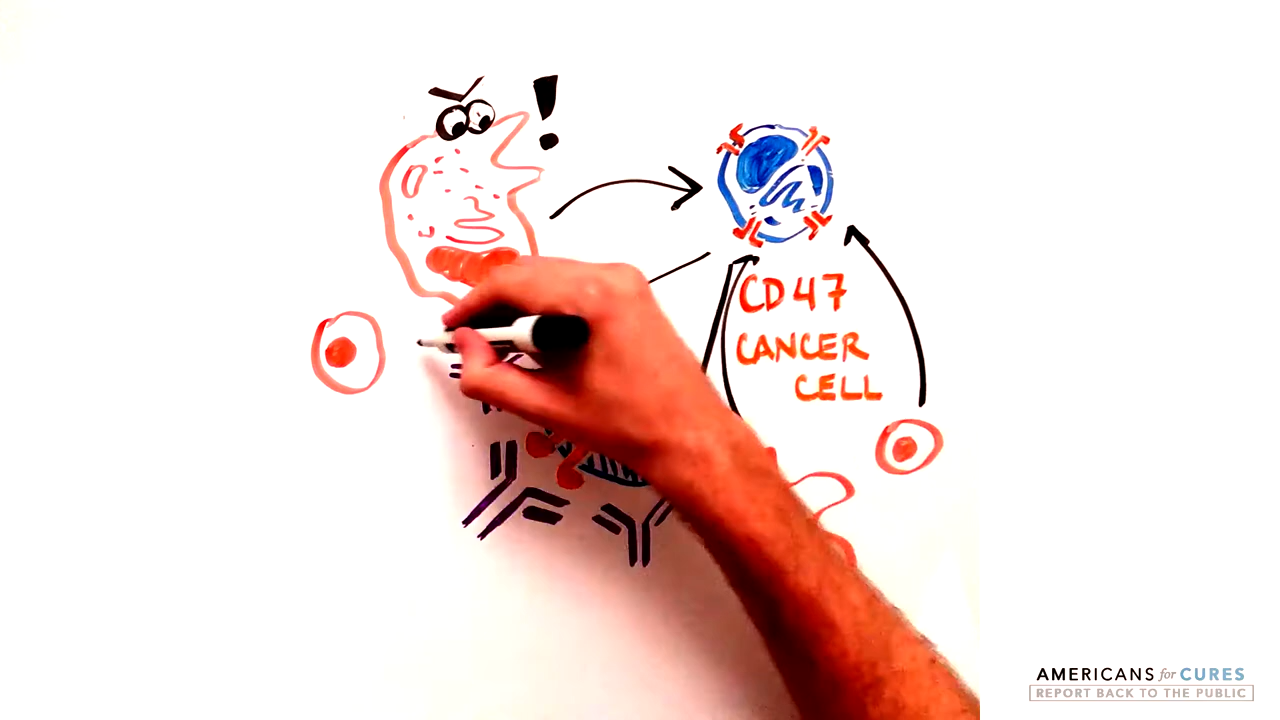 !
CD47
CANCER
CELL
AMERICANS for CURES
REPORT BACK TO THE PUBLIC